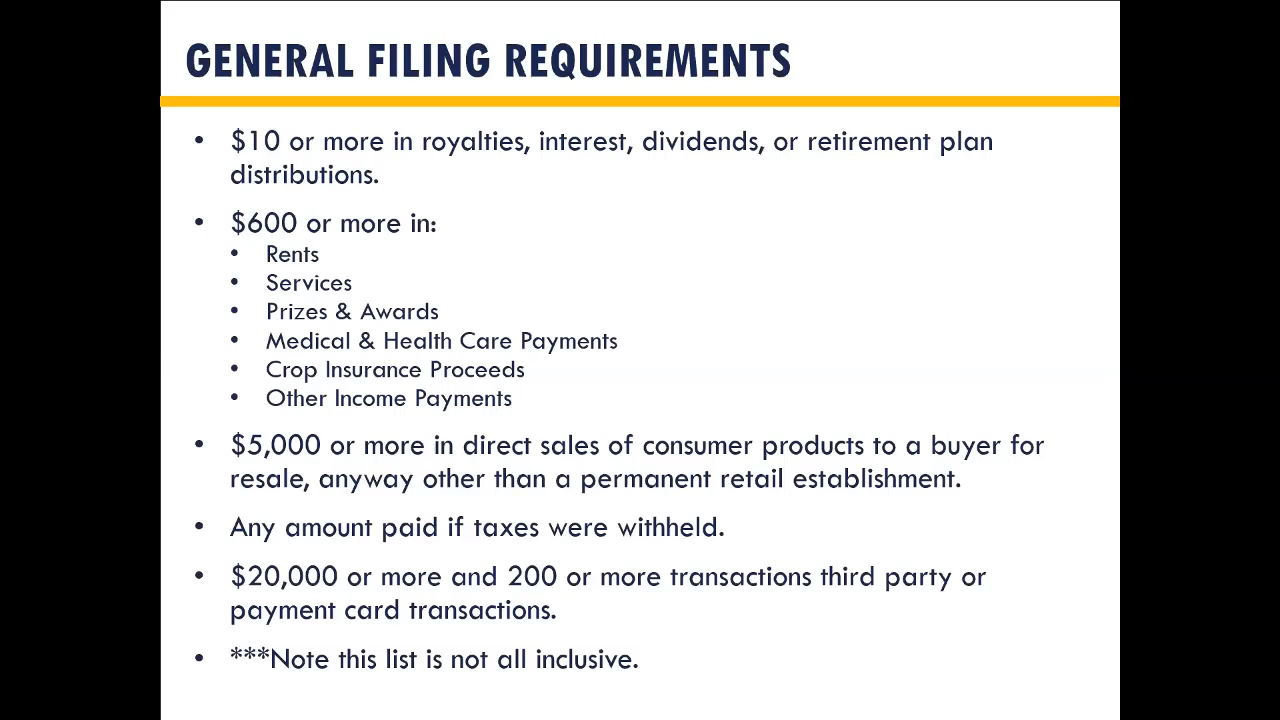 GENERAL FILING REQUIREMENTS
• $10 or more in royalties, interest, dividends, or retirement plan
distributions.
• $600 or more in:
• Rents
• Services
• Prizes & Awards
• Medical & Health Care Payments
• Crop Insurance Proceeds
• Other Income Payments
• $5,000 or more in direct sales of consumer products to a buyer for
resale, anyway other than a permanent retail establishment.
• Any amount paid if taxes were withheld.
• $20,000 or more and 200 or more transactions third party or
payment card transactions.
• ***Note this list is not all inclusive.